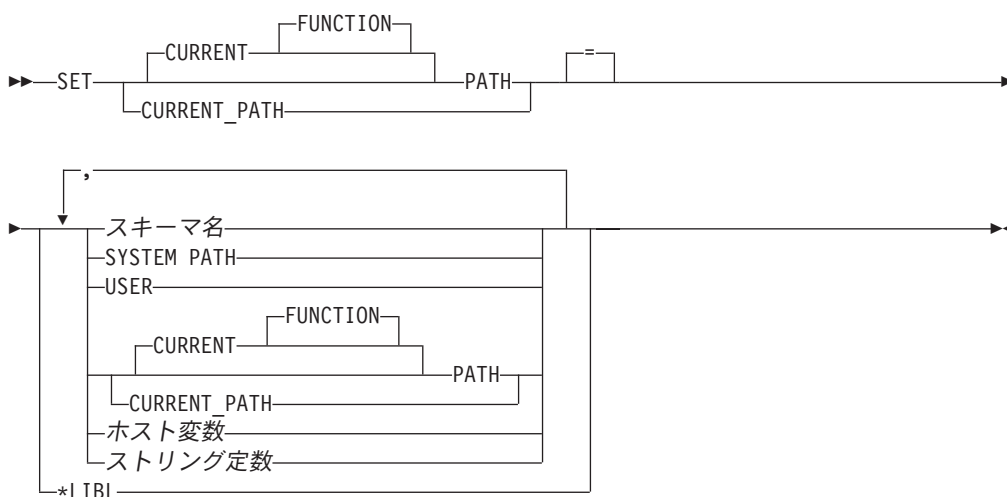 FUNCTION
CURRENT
=
SET
PATH
CURRENT_PATH
,
スキーマ名
SYSTEM PATH
USER
FUNCTION
CURRENT
PATH
CURRENT_PATH
ホスト変数
ストリング定数
*LIBL